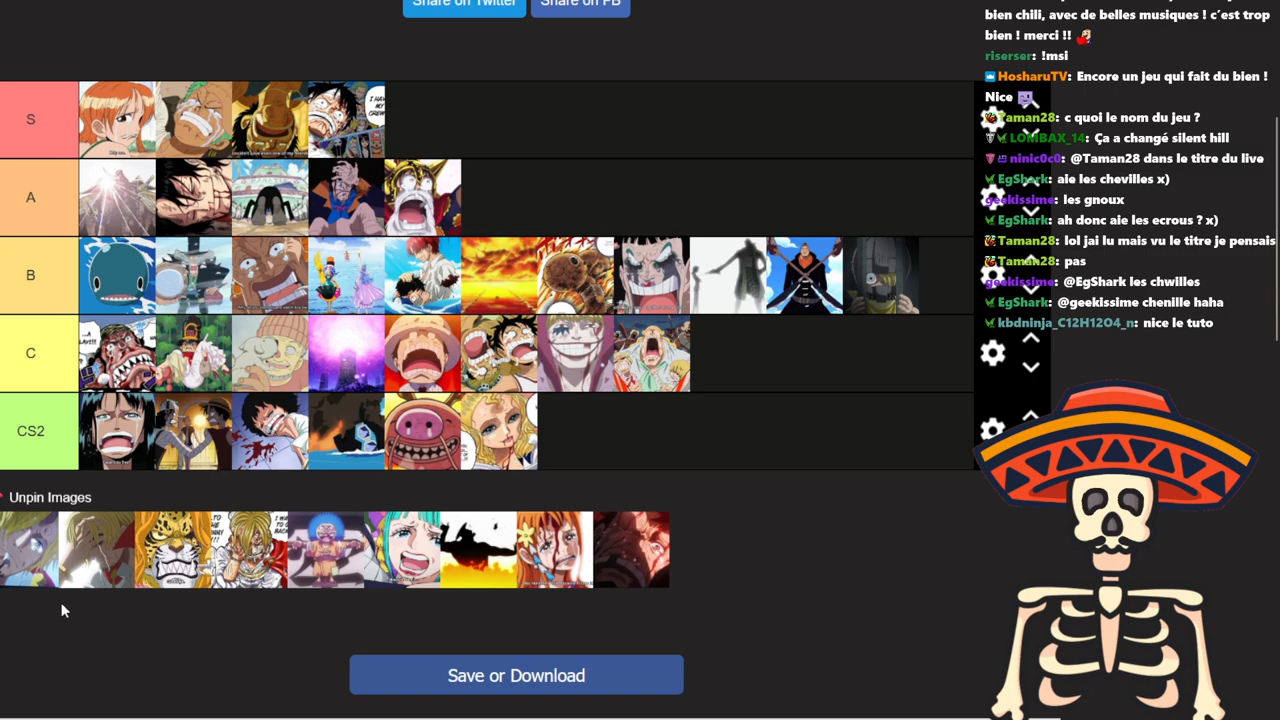 Share on Twitter
Share on FB
S
A
B
C
CS2
Unpin Images
Save or Download
bien chili, avec de belles musiques ! c'est trop
bien ! merci !!
riserser: !msi
HosharuTV: Encore un jeu qui fait du bien !
Nice
Taman28: c quoi le nom du jeu ?
LOMBAX_14: Ça a changé silent hill
ninic0c0: @Taman28 dans le titre du live
EgShark: aie les chevilles x)
geekissime: les gnoux
EgShark: ah donc aie les ecrous ? x)
Taman28: lol jai lu mais vu le titre je pensais
pas
geekissime: @EgShark les chwilles
EgShark: @geekissime chenille haha
kbdninja_C12H12O4_n: nice le tuto